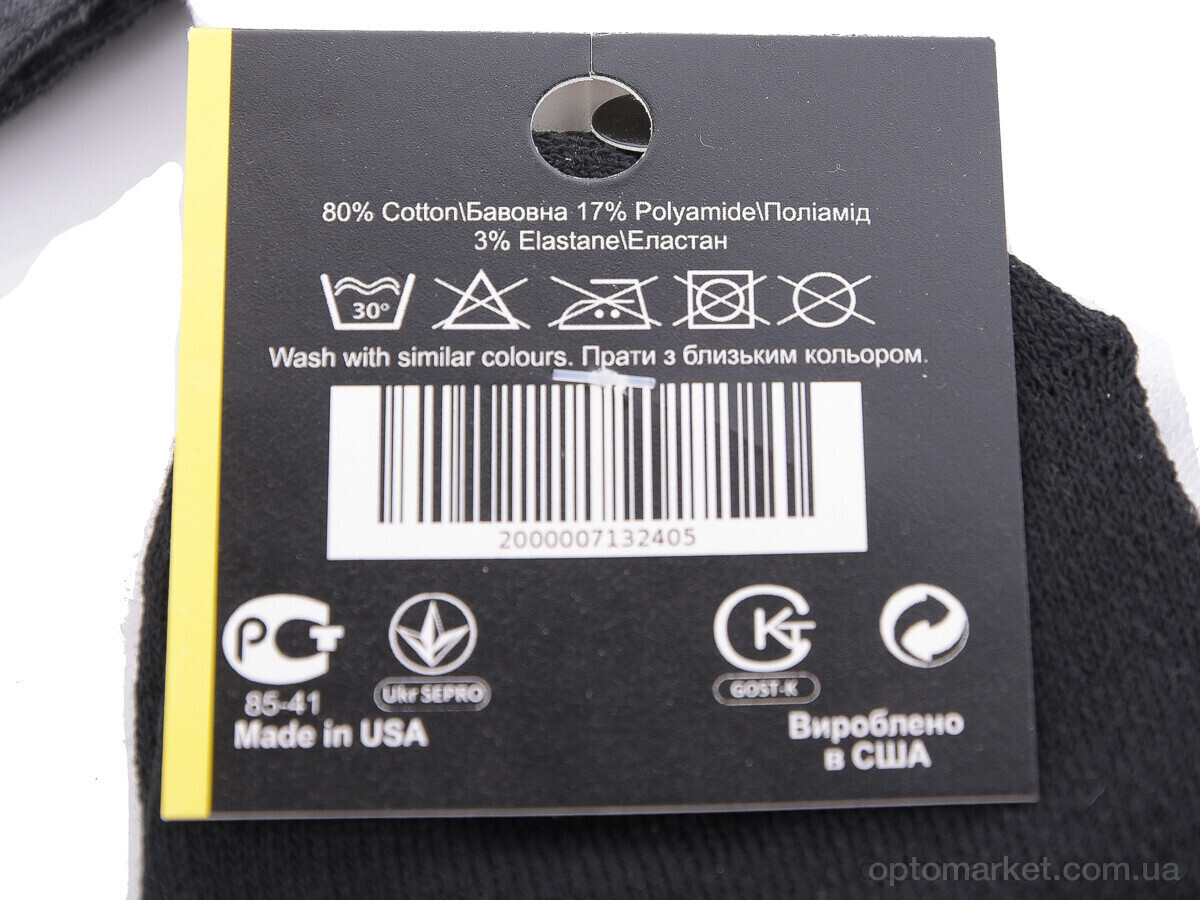 80% Cotton\Бавовна 17% Polyamide\Поліамід
3% Elastane\Еластан
30°
Wash with similar colours. Прати з близьким кольором.
2000007132405
РСТ
85-41
Made in USA
Ukr SEPRO
GOST-K
Вироблено
в США
optomarket.com.ua